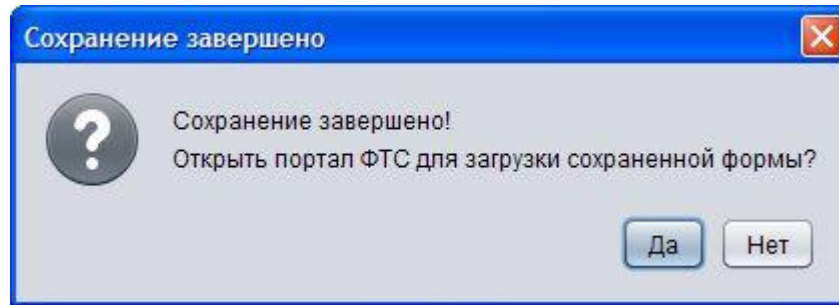 Сохранение завершено
Сохранение завершено!
Открыть портал ФТС для загрузки сохраненной формы?
Да
Нет